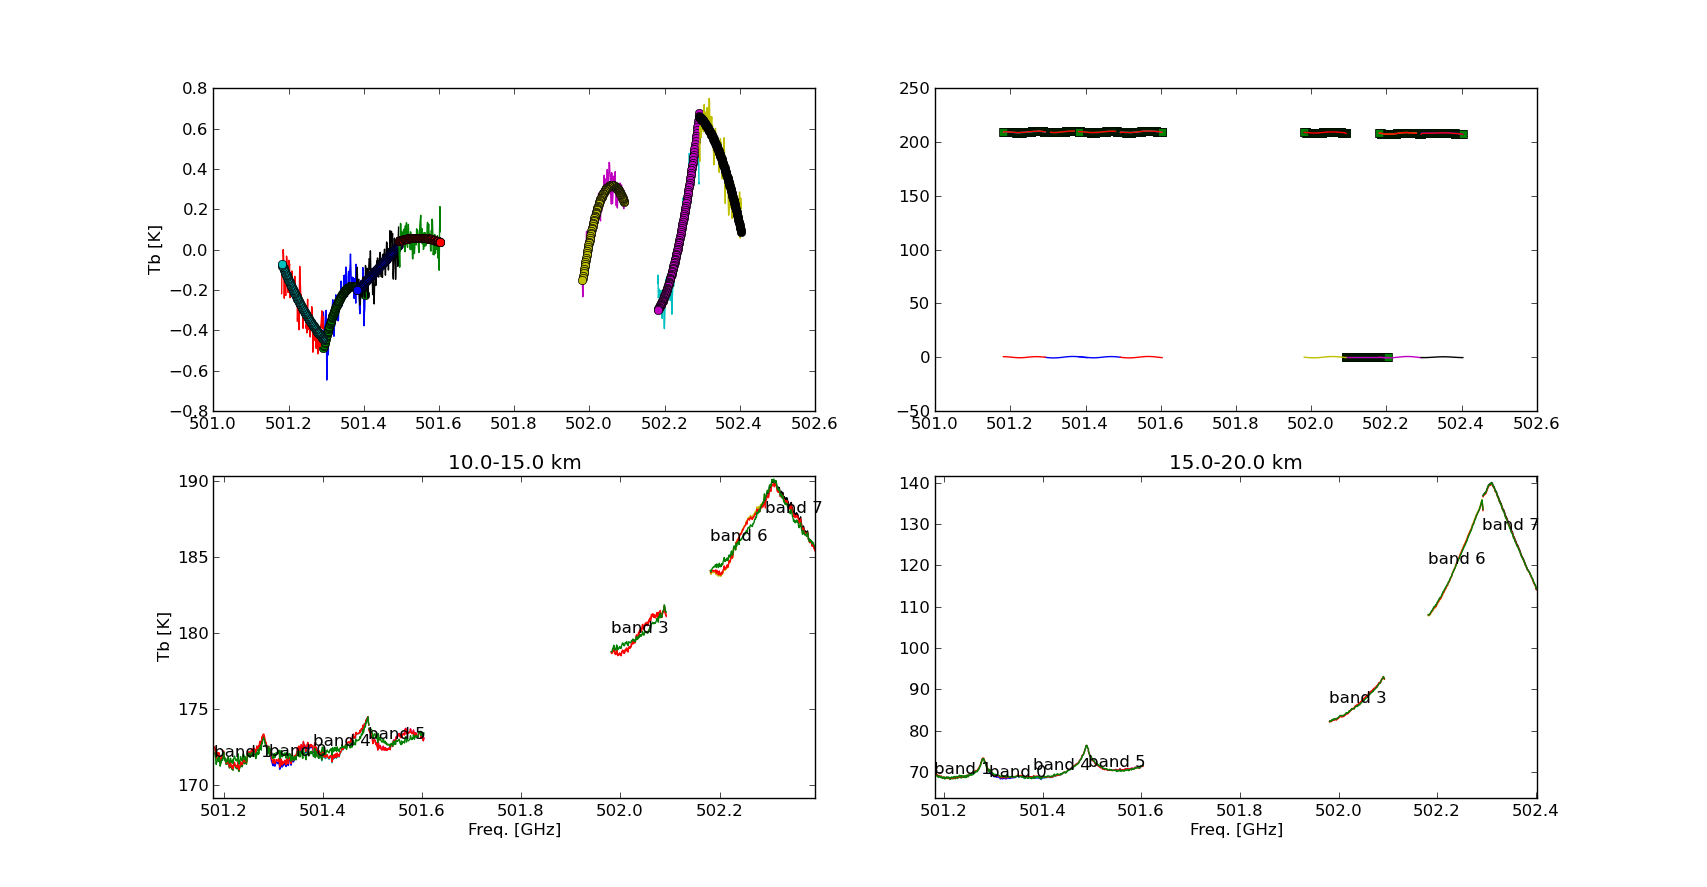 0.8
0.6
0.4
0.2
0.0
−0.2
−0.4
−0.6
−0.8
Tb [K]
501.0 501.2 501.4 501.6 501.8 502.0 502.2 502.4 502.6
250
200
150
100
50
0
−50
501.0 501.2 501.4 501.6 501.8 502.0 502.2 502.4 502.6
10.0-15.0 km
190
185
180
175
170
Tb [K]
band 1
band 0
band 4
band 5
band 3
band 6
band 7
501.2 501.4 501.6 501.8 502.0 502.2
Freq. [GHz]
15.0-20.0 km
140
130
120
110
100
90
80
70
band 1
band 0
band 4
band 5
band 3
band 6
band 7
501.2 501.4 501.6 501.8 502.0 502.2 502.4
Freq. [GHz]